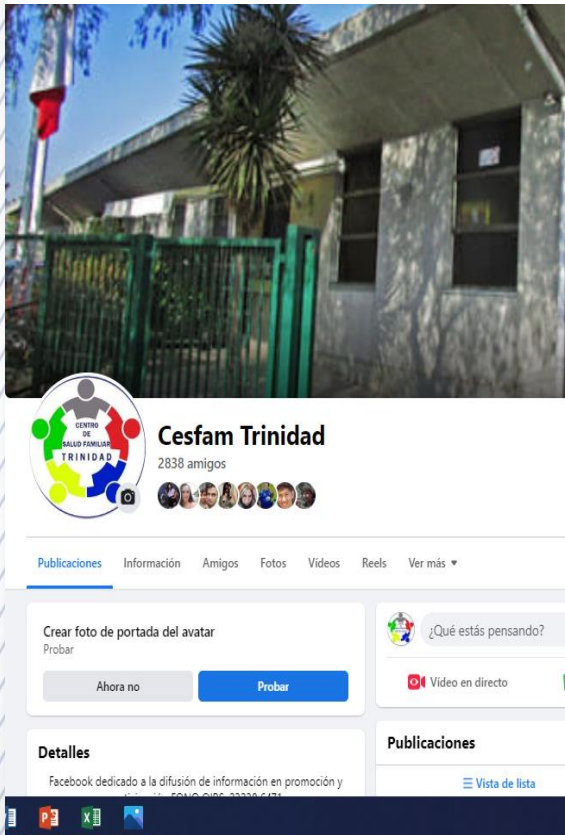 CENTRO
DE
SALUD FAMILIAR
TRINIDAD
Cesfam Trinidad
2838 amigos
Publicaciones Información Amigos Fotos Vídeos Reels Ver más
Crear foto de portada del avatar
Probar
Ahora no Probar
¿Qué estás pensando?
Vídeo en directo
Detalles
Facebook dedicado a la difusión de información en promoción y
Publicaciones
Vista de lista